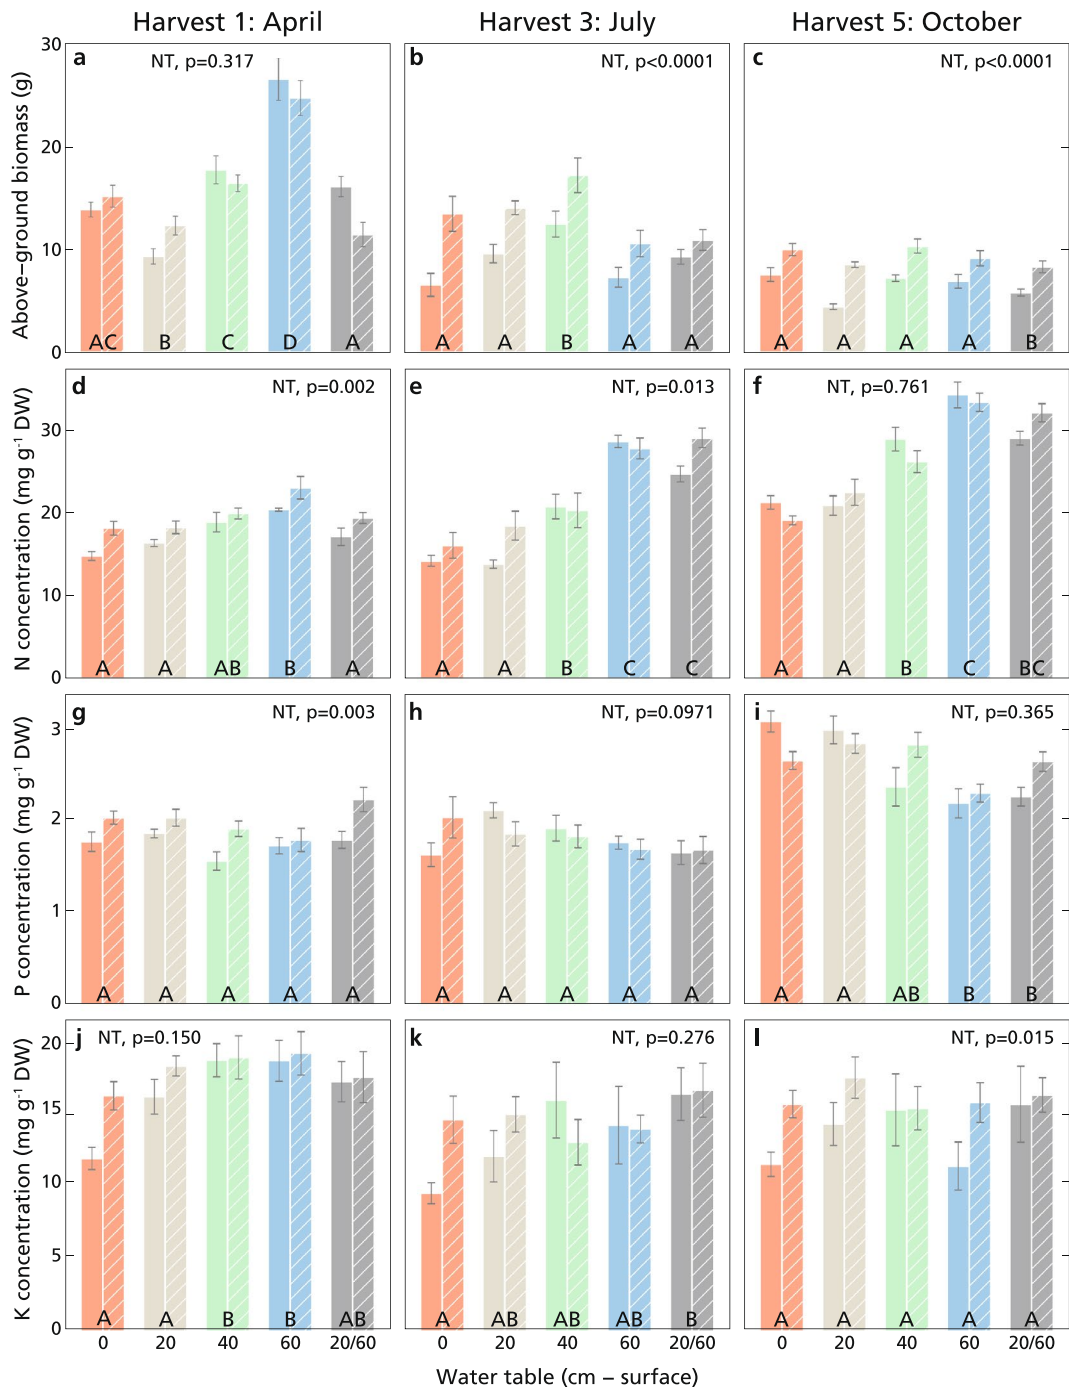 Harvest 1: April Harvest 3: July Harvest 5: October
Above−ground biomass (g)
30
20
10
0
a NT, p=0.317
AC B C D A
b NT, p<0.0001
A A B A A
c NT, p<0.0001
A A A A B
N concentration (mg g-1 DW)
30
20
10
0
d NT, p=0.002
A A AB B A
e NT, p=0.013
A A B C C
f NT, p=0.761
A A B C BC
P concentration (mg g-1 DW)
3
2
1
0
g NT, p=0.003
A A A A A
h NT, p=0.0971
A A A A A
i NT, p=0.365
A A AB B B
K concentration (mg g-1 DW)
20
15
10
5
0
j NT, p=0.150
A A B B AB
k NT, p=0.276
A AB AB AB B
l NT, p=0.015
A A A A A
0 20 40 60 20/60 0 20 40 60 20/60 0 20 40 60 20/60
Water table (cm − surface)